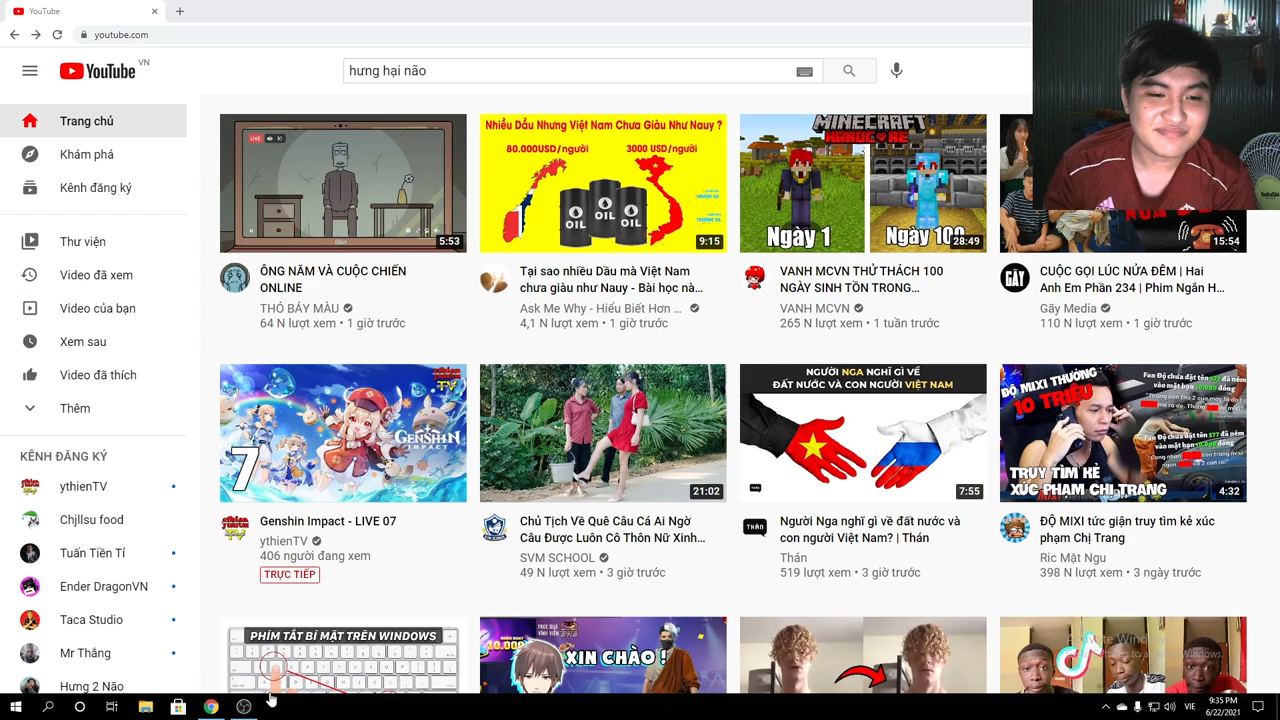 YouTube
youtube.com
YouTube VN
hưng hại não
Trang chủ
Khám phá
Kênh đăng ký
Thư viện
Video đã xem
Video của bạn
Xem sau
Video đã thích
Thêm
KÊNH ĐĂNG KÝ
ythienTV
Chjllsu food
Tuấn Tiền Tỉ
Ender DragonVN
Taca Studio
Mr Thắng
Hưng 2 Não
LIVE
5:53
ÔNG NĂM VÀ CUỘC CHIẾN
ONLINE
THỎ BẢY MÀU
64 N lượt xem • 1 giờ trước
Nhiều Dầu Nhưng Việt Nam Chưa Giàu Như Nauy ?
80.000USD/người
3000 USD/người
OIL
OIL
OIL
9:15
Tại sao nhiều Dầu mà Việt Nam
chưa giàu như Nauy - Bài học nà...
Ask Me Why - Hiểu Biết Hơn ...
4,1 N lượt xem • 1 giờ trước
MINECRAFT
HARDCORE
Ngày 1
Ngày 100
28:49
VANH MCVN THỬ THÁCH 100
NGÀY SINH TỒN TRONG...
VANH MCVN
265 N lượt xem • 1 tuần trước
15:54
GÃY
CUỘC GỌI LÚC NỬA ĐÊM | Hai
Anh Em Phần 234 | Phim Ngắn H...
Gãy Media
110 N lượt xem • 1 giờ trước
7
GENSHIN
IMPACT
Genshin Impact - LIVE 07
ythienTV
406 người đang xem
TRỰC TIẾP
21:02
Chủ Tịch Về Quê Câu Cá Ai Ngờ
Câu Được Luôn Cô Thôn Nữ Xinh...
SVM SCHOOL
49 N lượt xem • 3 giờ trước
NGƯỜI NGA NGHĨ GÌ VỀ
ĐẤT NƯỚC VÀ CON NGƯỜI VIỆT NAM
7:55
THÁN
Người Nga nghĩ gì về đất nước và
con người Việt Nam? | Thán
Thán
519 lượt xem • 3 giờ trước
ĐỘ MIXI THƯỞNG
10 TRIỆU
TRUY TÌM KẺ
XÚC PHẠM CHỊ TRANG
4:32
ĐỘ MIXI tức giận truy tìm kẻ xúc
phạm Chị Trang
Ric Mặt Ngu
398 N lượt xem • 3 ngày trước
PHÍM TẮT BÍ MẬT TRÊN WINDOWS
10.000
XIN CHÀO !
VIE
9:35 PM
6/22/2021